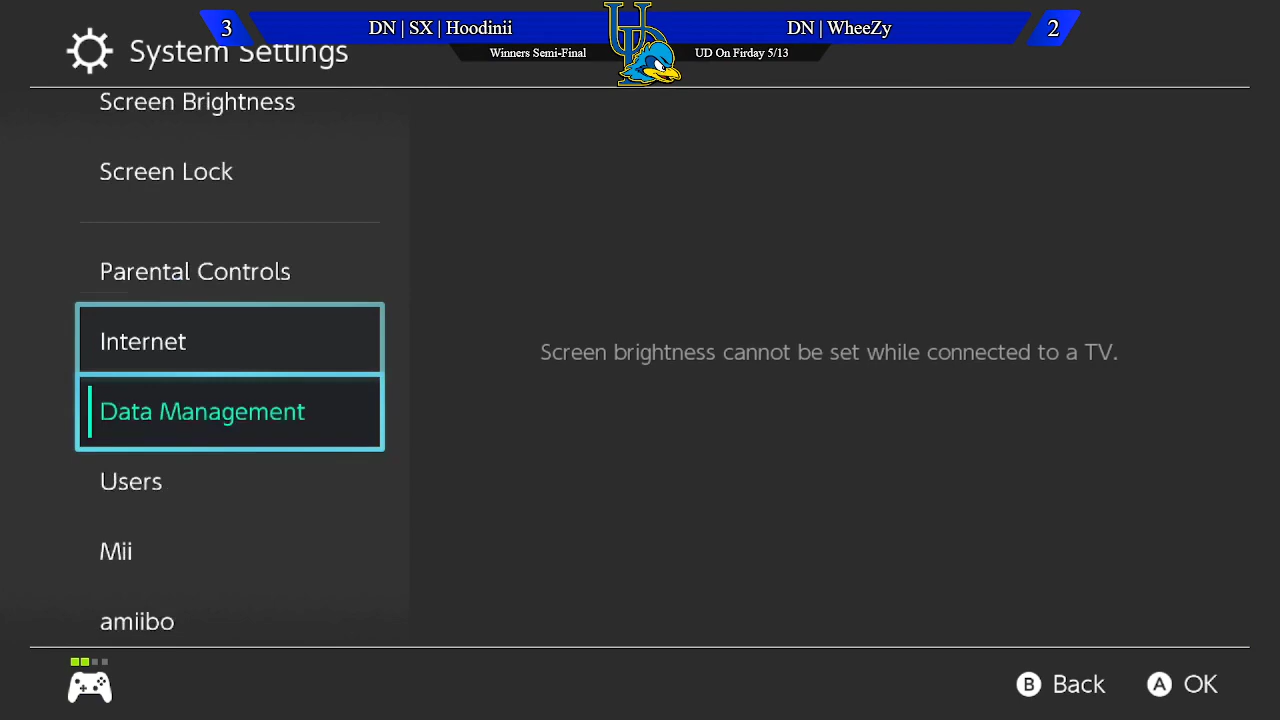 3
DN | SX | Hoodinii
DN | WheeZy
2
Winners Semi-Final
UD On Firday 5/13
UD
System Settings
Screen Brightness
Screen Lock
Parental Controls
Internet
Data Management
Users
Mii
amiibo
Screen brightness cannot be set while connected to a TV.
B Back
A OK